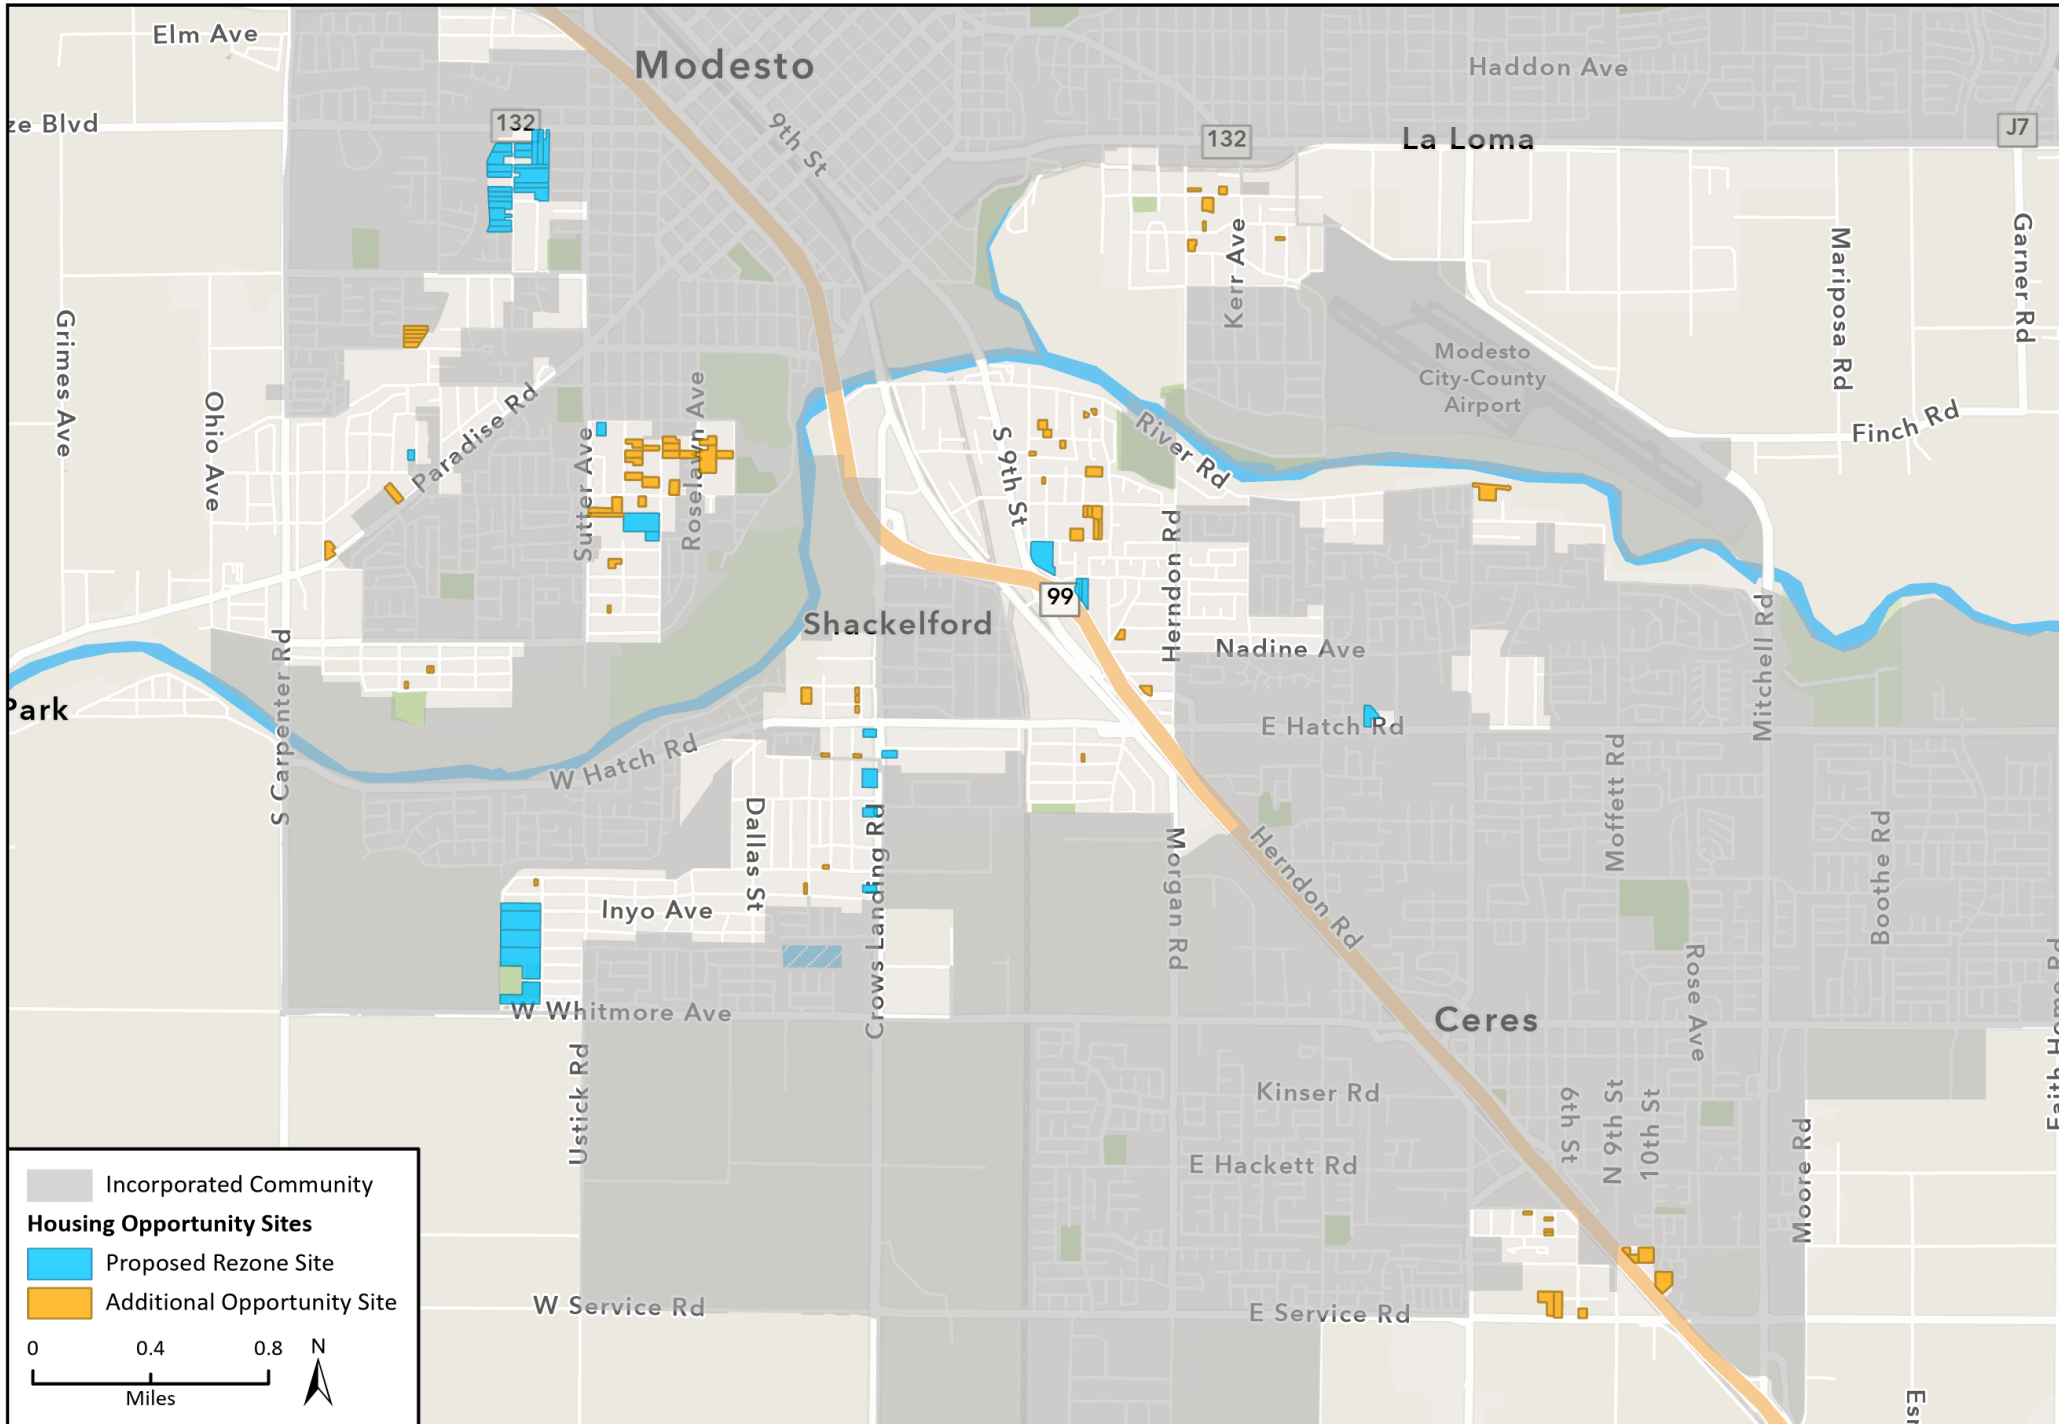 Elm Ave
Modesto
Haddon Ave
ze Blvd
132
9th St
132
La Loma
J7
Kerr Ave
Mariposa Rd
Garner Rd
Grimes Ave
Ohio Ave
Paradise Rd
Sutter Ave
Roselawn Ave
S 9th St
River Rd
Modesto
City-County
Airport
Finch Rd
Herndon Rd
99
Shackelford
Nadine Ave
Mitchell Rd
S Carpenter Rd
Park
W Hatch Rd
E Hatch Rd
Dallas St
Crows Landing Rd
Morgan Rd
Herndon Rd
Moffett Rd
Boothe Rd
Inyo Ave
Rose Ave
Faith Home Rd
W Whitmore Ave
Ceres
Ustick Rd
Kinser Rd
6th St
N 9th St
10th St
E Hackett Rd
Moore Rd
W Service Rd
E Service Rd
Esm
Incorporated Community
Housing Opportunity Sites
Proposed Rezone Site
Additional Opportunity Site
0 0.4 0.8
Miles
N